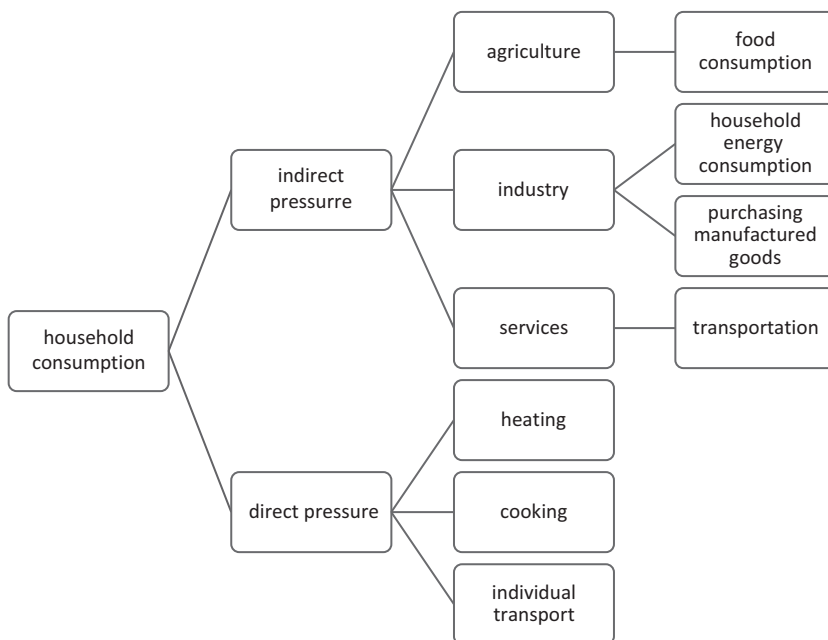 household
consumption
indirect
pressurre
agriculture
food
consumption
industry
household
energy
consumption
purchasing
manufactured
goods
services
transportation
direct pressure
heating
cooking
individual
transport